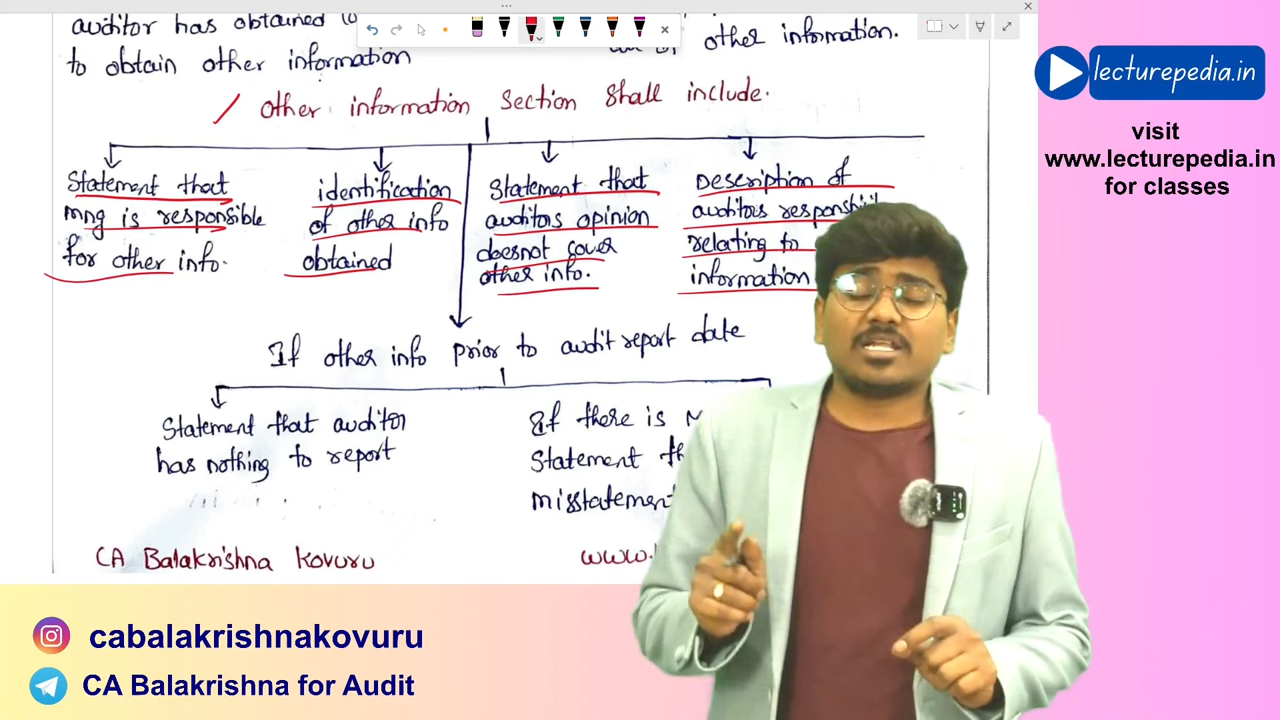 auditor has obtained
to obtain other information
other information.
Other information Section Shall include.
Statement that
mng is responsible
for other info.
identification
of other info
obtained
Statement that
auditors opinion
doesnot cover
other info.
Description of
auditors
relating to
information
If other info prior to audit report date
Statement that auditor
has nothing to report
If there is
Statement
misstatement
CA Balakrishna Kovuru
www.
lecturepedia.in
visit
www.lecturepedia.in
for classes
cabalakrishnakovuru
CA Balakrishna for Audit